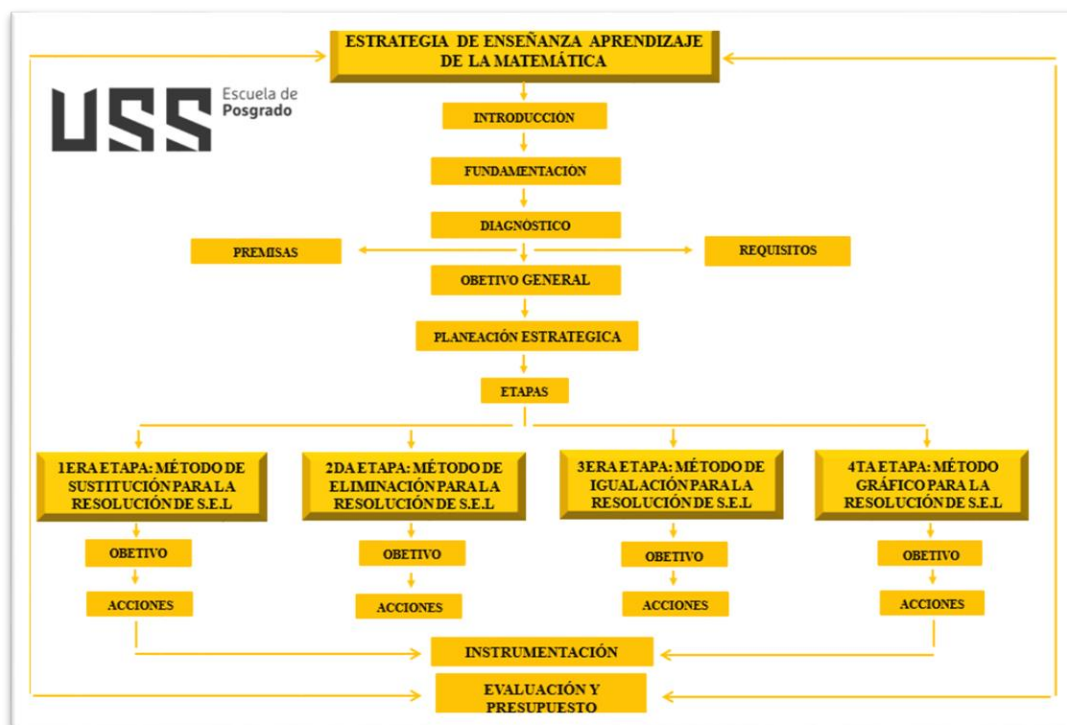 ESTRATEGIA DE ENSEÑANZA APRENDIZAJE
DE LA MATEMÁTICA
USS
Escuela de
Posgrado
INTRODUCCIÓN
FUNDAMENTACIÓN
DIAGNÓSTICO
PREMISAS
REQUISITOS
OBETIVO GENERAL
PLANEACIÓN ESTRATEGICA
ETAPAS
1ERA ETAPA: MÉTODO DE
SUSTITUCIÓN PARA LA
RESOLUCIÓN DE S.E.L
2DA ETAPA: MÉTODO DE
ELIMINACIÓN PARA LA
RESOLUCIÓN DE S.E.L
3ERA ETAPA: MÉTODO DE
IGUALACIÓN PARA LA
RESOLUCIÓN DE S.E.L
4TA ETAPA: MÉTODO
GRÁFICO PARA LA
RESOLUCIÓN DE S.E.L
OBETIVO
OBETIVO
OBETIVO
OBETIVO
ACCIONES
ACCIONES
ACCIONES
ACCIONES
INSTRUMENTACIÓN
EVALUACIÓN Y
PRESUPUESTO